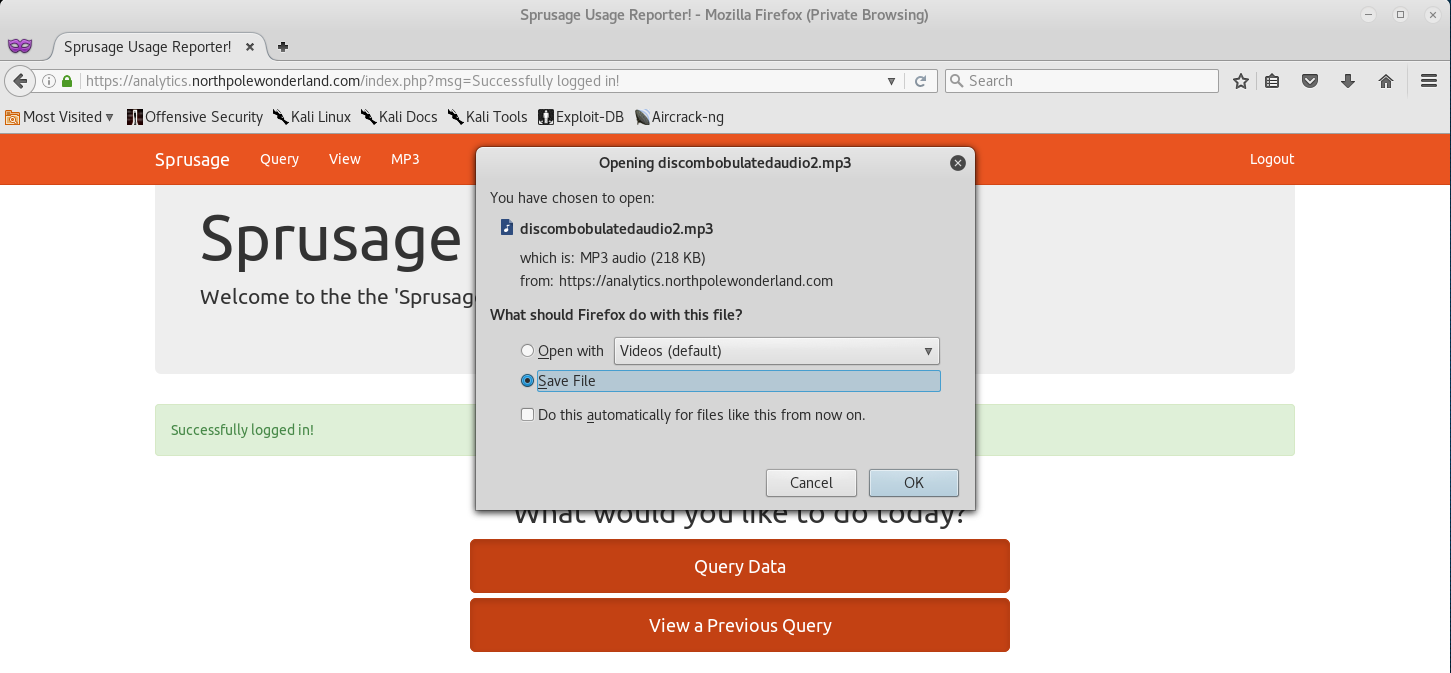 Sprusage Usage Reporter! - Mozilla Firefox (Private Browsing)
Sprusage Usage Reporter!
https://analytics.northpolewonderland.com/index.php?msg=Successfully logged in!
Search
Most Visited
Offensive Security
Kali Linux
Kali Docs
Kali Tools
Exploit-DB
Aircrack-ng
Sprusage
Query
View
MP3
Logout
Sprusage
Welcome to the the 'Sprusag
Opening discombobulatedaudio2.mp3
You have chosen to open:
discombobulatedaudio2.mp3
which is: MP3 audio (218 KB)
from: https://analytics.northpolewonderland.com
What should Firefox do with this file?
Open with
Videos (default)
Save File
Do this automatically for files like this from now on.
Cancel
OK
Successfully logged in!
What would you like to do today?
Query Data
View a Previous Query